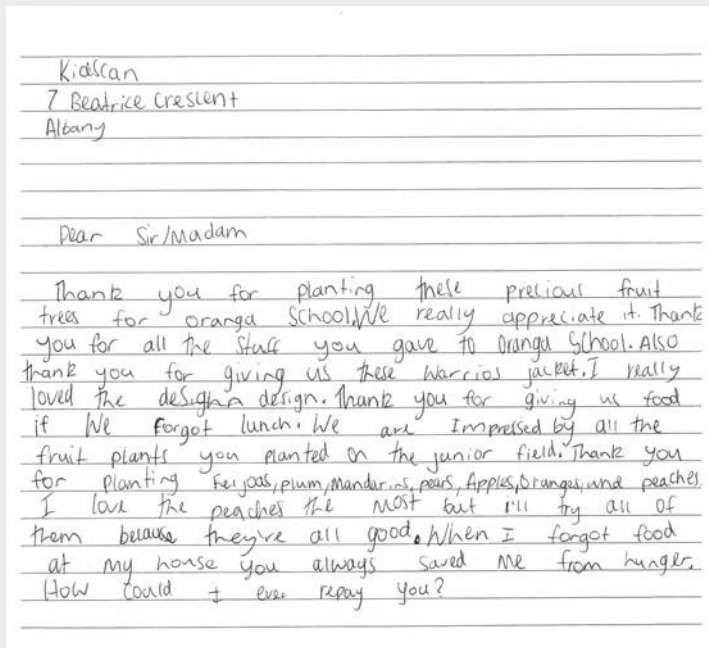 Kidscan
7 Beatrice Crescent
Albany
Dear Sir/Madam
Thank you for planting these precious fruit
trees for oranga School.We really appreciate it. Thank
you for all the stuff you gave to Oranga School. Also
thank you for giving us these Warrios jacket. I really
loved the desighn design. Thank you for giving us food
if We forgot lunch. We are Impressed by all the
fruit plants you planted on the junior field. Thank you
for planting Feijoas, plum, Mandarins, pears, Apples, Oranges, and peaches.
I love the peaches the most but I'll try all of
them because they're all good. When I forgot food
at my house you always saved me from hunger.
How could I ever repay you?